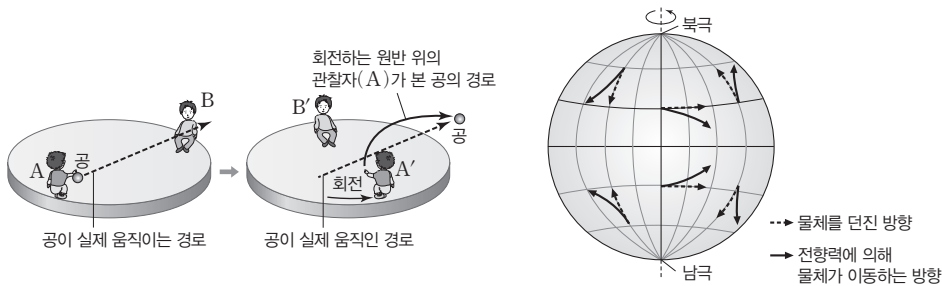 A
공
B
공이 실제 움직이는 경로
회전하는 원반 위의
관찰자(A)가 본 공의 경로
B′
공
A′
회전
공이 실제 움직인 경로
북극
남극
물체를 던진 방향
전향력에 의해
물체가 이동하는 방향